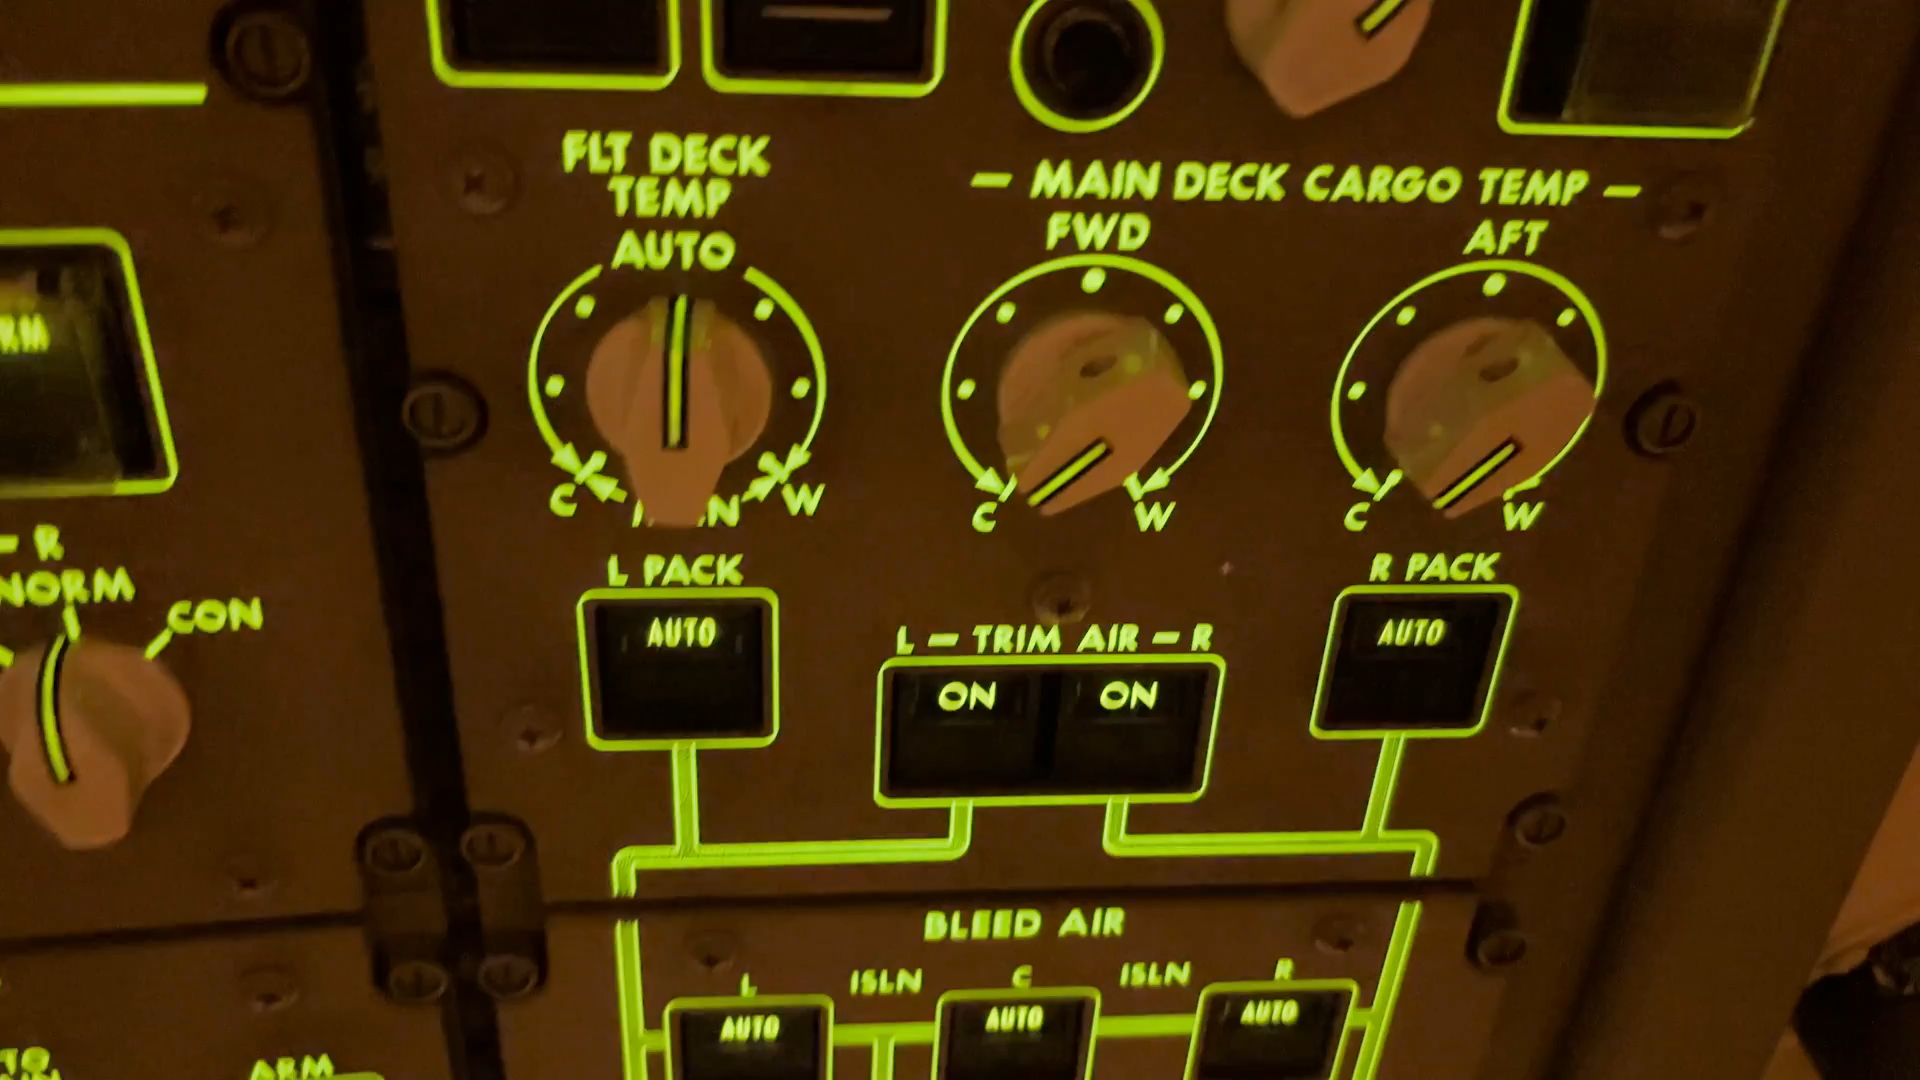 FLT DECK
TEMP
AUTO
C
W
— MAIN DECK CARGO TEMP —
FWD
AFT
C
W
C
W
R
NORM
CON
L PACK
AUTO
L — TRIM AIR — R
ON
ON
R PACK
AUTO
BLEED AIR
L
ISLN
C
ISLN
R
AUTO
AUTO
AUTO
ARM